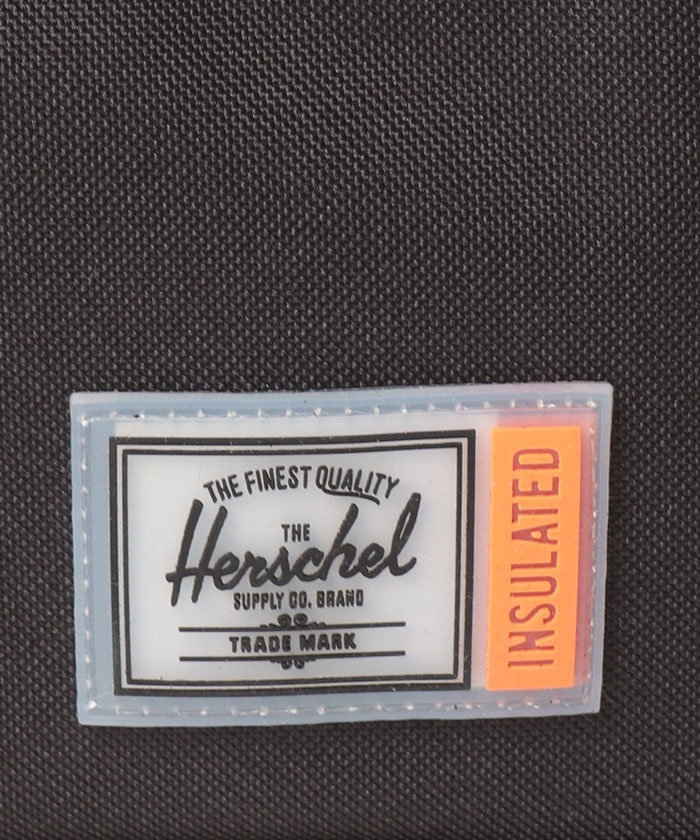 THE FINEST QUALITY
THE
Herschel
SUPPLY CO. BRAND
TRADE MARK
INSULATED